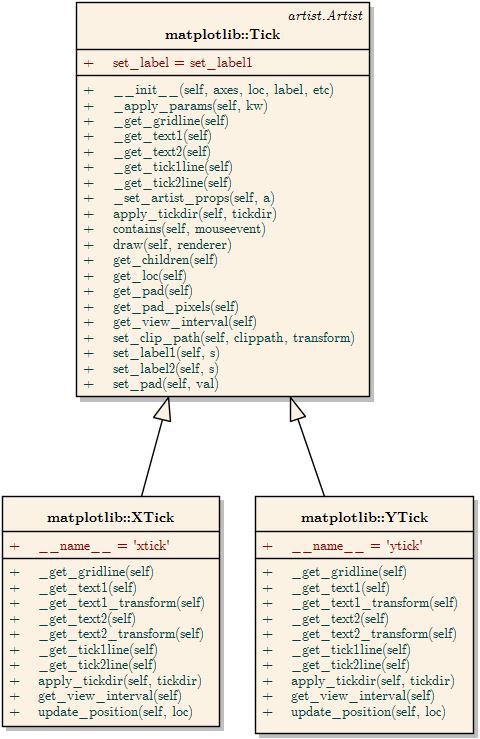 artist.Artist
matplotlib::Tick
+ set_label = set_label1
+ __init__(self, axes, loc, label, etc)
+ _apply_params(self, kw)
+ _get_gridline(self)
+ _get_text1(self)
+ _get_text2(self)
+ _get_tick1line(self)
+ _get_tick2line(self)
+ _set_artist_props(self, a)
+ apply_tickdir(self, tickdir)
+ contains(self, mouseevent)
+ draw(self, renderer)
+ get_children(self)
+ get_loc(self)
+ get_pad(self)
+ get_pad_pixels(self)
+ get_view_interval(self)
+ set_clip_path(self, clippath, transform)
+ set_label1(self, s)
+ set_label2(self, s)
+ set_pad(self, val)
matplotlib::XTick
+ __name__ = 'xtick'
+ _get_gridline(self)
+ _get_text1(self)
+ _get_text1_transform(self)
+ _get_text2(self)
+ _get_text2_transform(self)
+ _get_tick1line(self)
+ _get_tick2line(self)
+ apply_tickdir(self, tickdir)
+ get_view_interval(self)
+ update_position(self, loc)
matplotlib::YTick
+ __name__ = 'ytick'
+ _get_gridline(self)
+ _get_text1(self)
+ _get_text1_transform(self)
+ _get_text2(self)
+ _get_text2_transform(self)
+ _get_tick1line(self)
+ _get_tick2line(self)
+ apply_tickdir(self, tickdir)
+ get_view_interval(self)
+ update_position(self, loc)